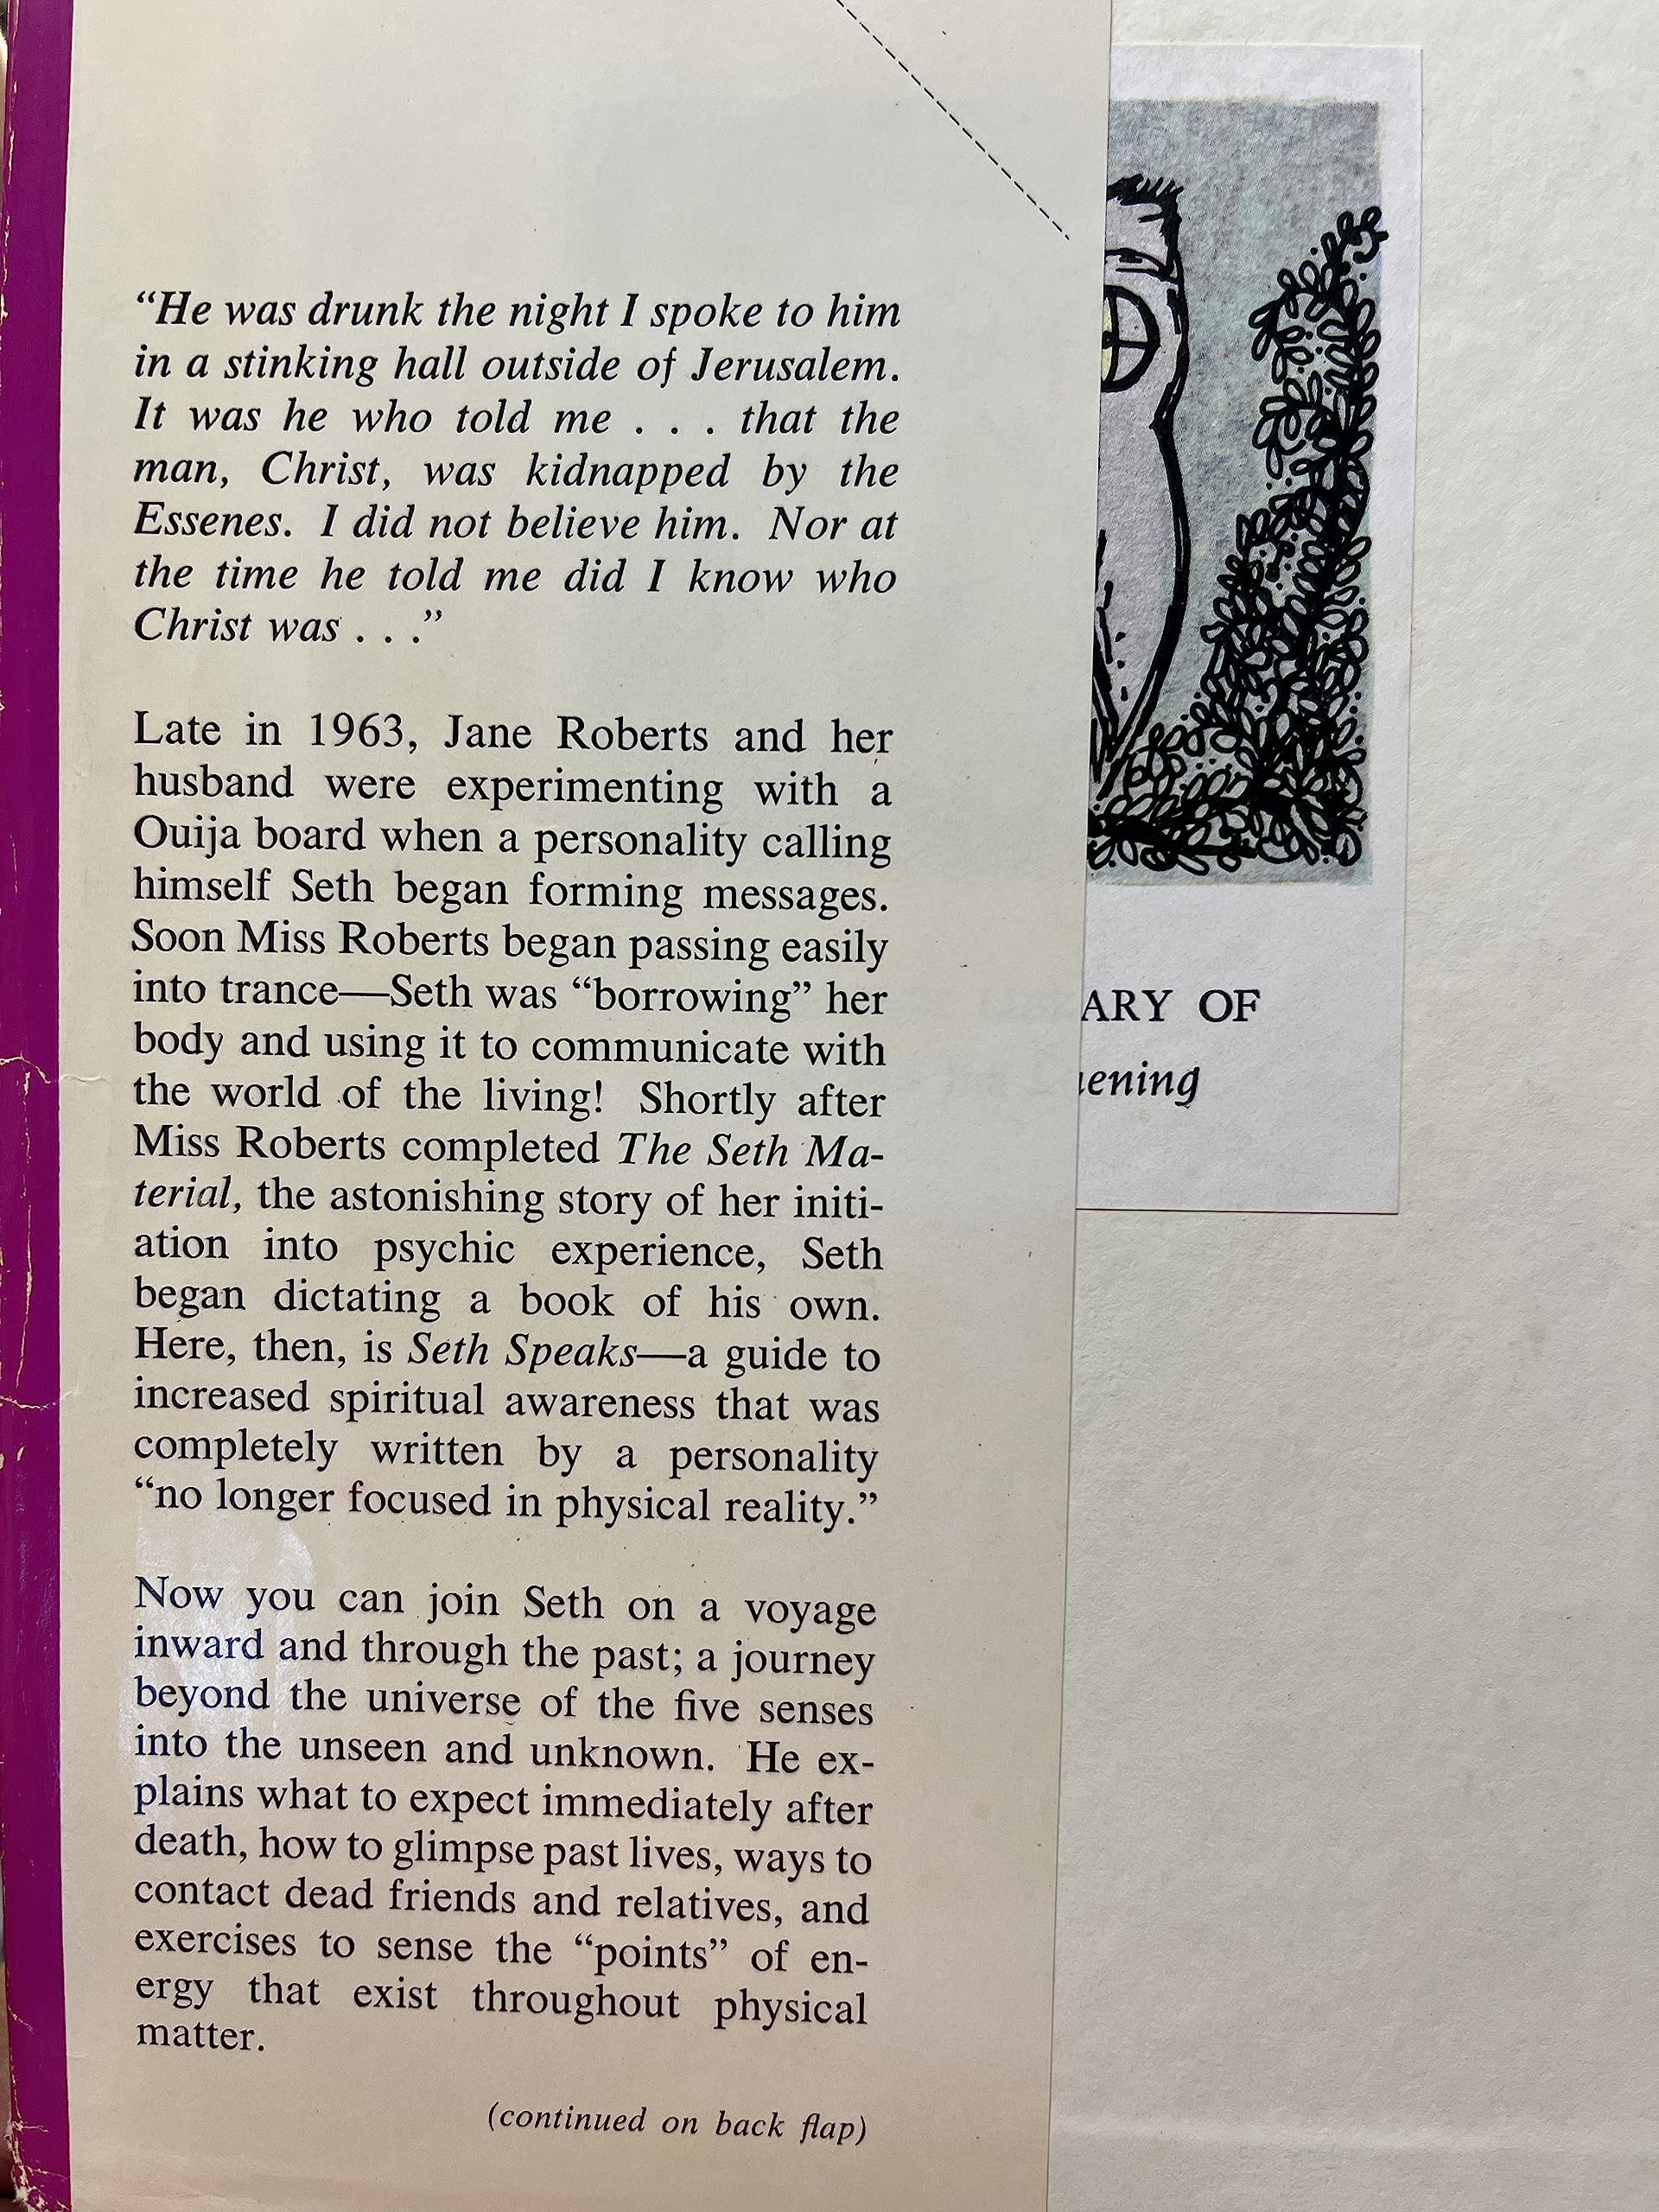 “He was drunk the night I spoke to him
in a stinking hall outside of Jerusalem.
It was he who told me . . . that the
man, Christ, was kidnapped by the
Essenes. I did not believe him. Nor at
the time he told me did I know who
Christ was . . .”
Late in 1963, Jane Roberts and her
husband were experimenting with a
Ouija board when a personality calling
himself Seth began forming messages.
Soon Miss Roberts began passing easily
into trance—Seth was “borrowing” her
body and using it to communicate with
the world of the living! Shortly after
Miss Roberts completed The Seth Ma-
terial, the astonishing story of her initi-
ation into psychic experience, Seth
began dictating a book of his own.
Here, then, is Seth Speaks—a guide to
increased spiritual awareness that was
completely written by a personality
“no longer focused in physical reality.”
Now you can join Seth on a voyage
inward and through the past; a journey
beyond the universe of the five senses
into the unseen and unknown. He ex-
plains what to expect immediately after
death, how to glimpse past lives, ways to
contact dead friends and relatives, and
exercises to sense the “points” of en-
ergy that exist throughout physical
matter.
(continued on back flap)
ARY OF
ening